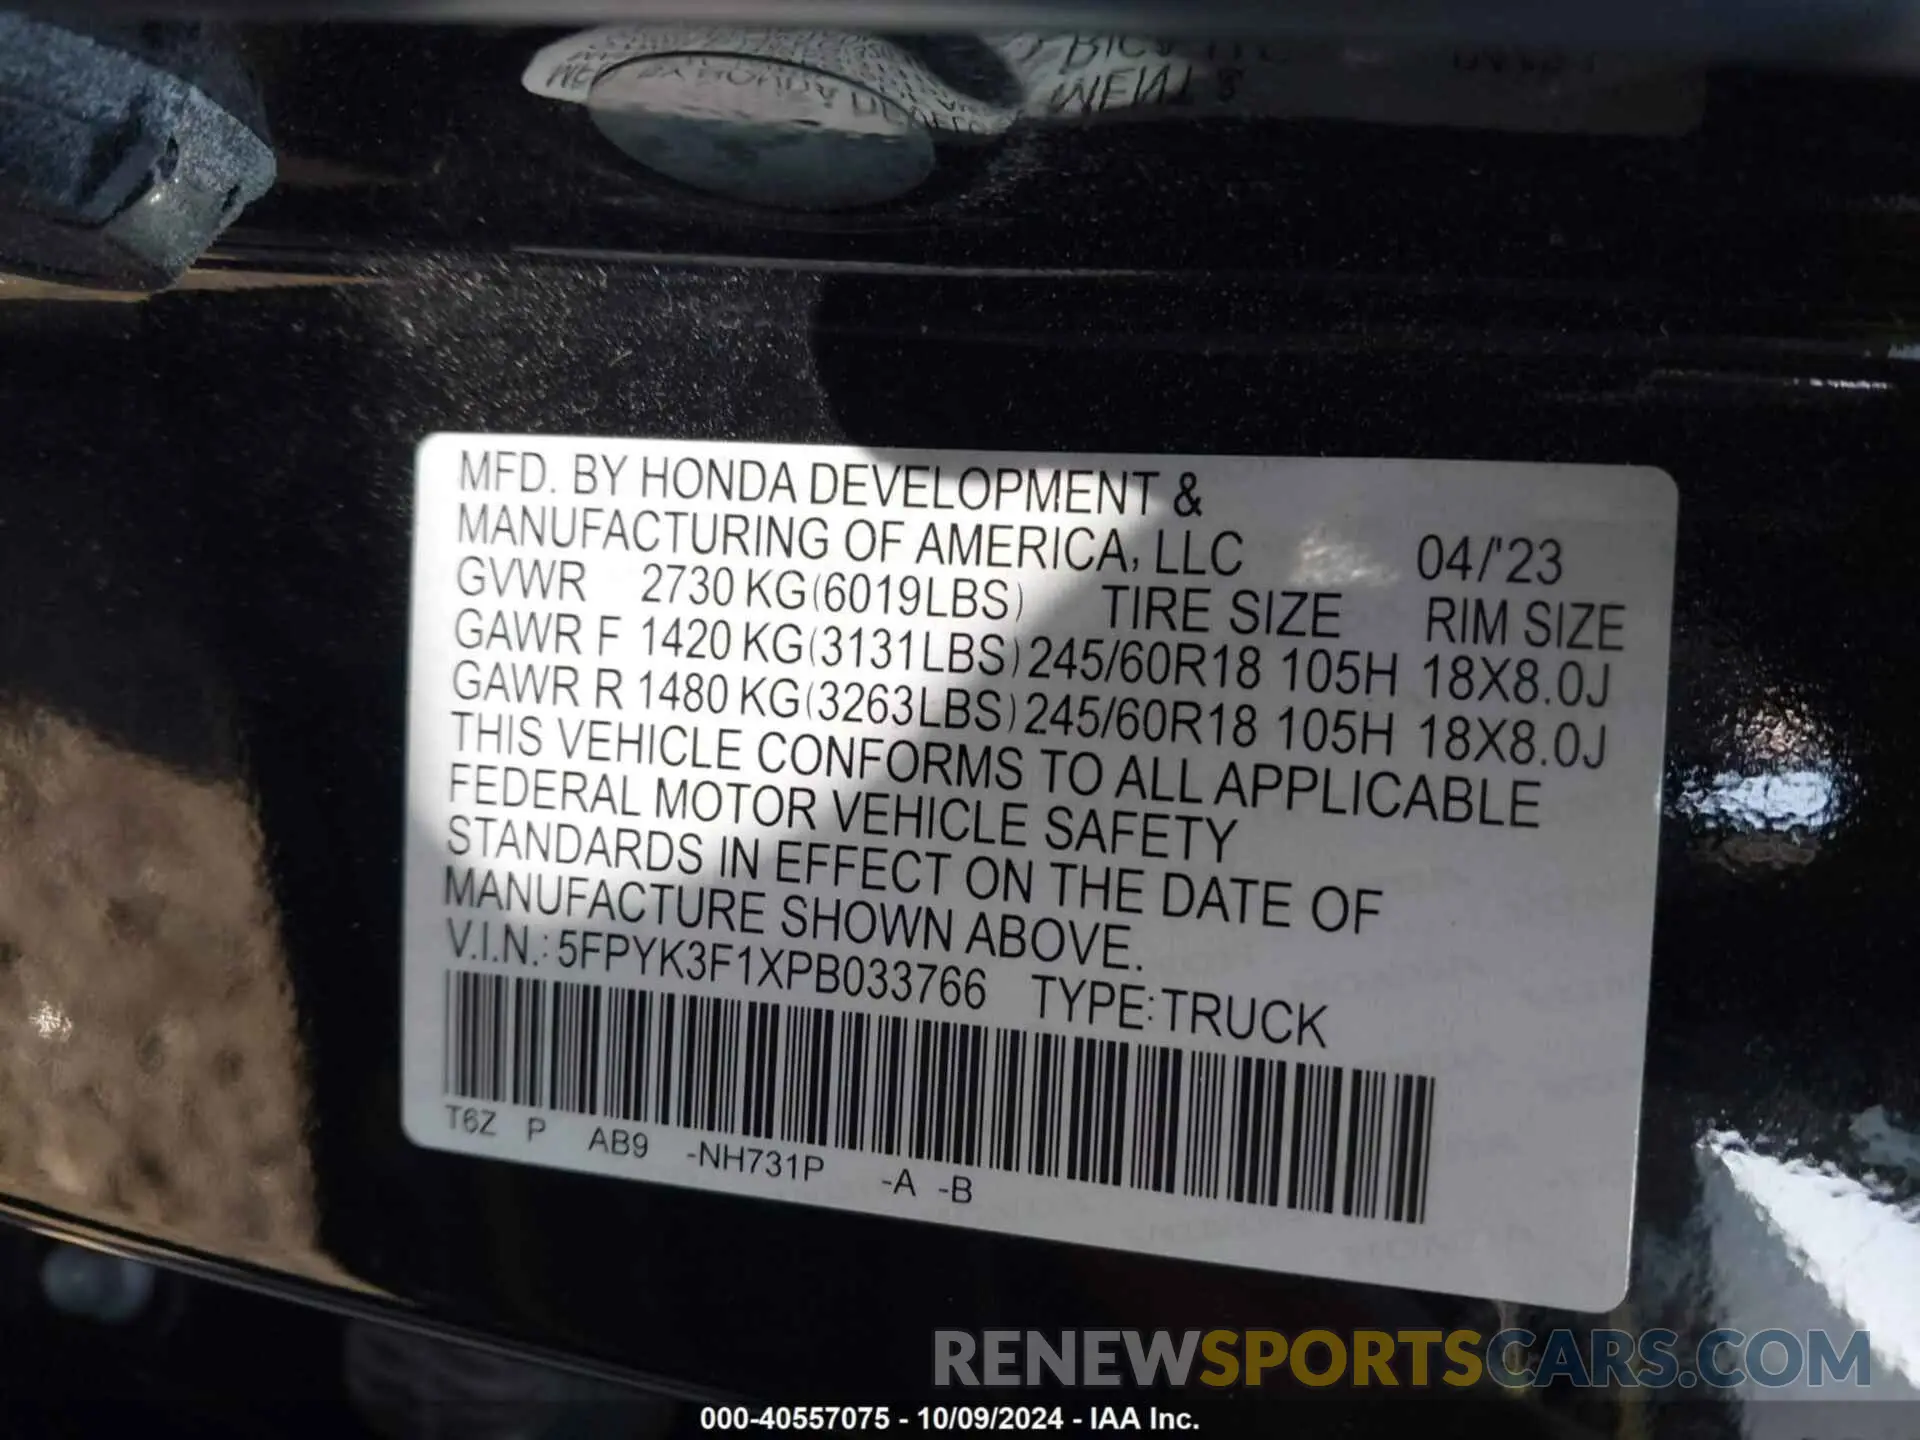 MFD. BY HONDA DEVELOPMENT &
MANUFACTURING OF AMERICA, LLC 04/'23
GVWR 2730 KG(6019LBS) TIRE SIZE RIM SIZE
GAWR F 1420 KG(3131LBS) 245/60R18 105H 18X8.0J
GAWR R 1480 KG(3263LBS) 245/60R18 105H 18X8.0J
THIS VEHICLE CONFORMS TO ALL APPLICABLE
FEDERAL MOTOR VEHICLE SAFETY
STANDARDS IN EFFECT ON THE DATE OF
MANUFACTURE SHOWN ABOVE.
V.I.N.: 5FPYK3F1XPB033766 TYPE: TRUCK
T6Z P AB9 -NH731P -A -B
RENEWSPORTSCARS.COM
000-40557075 - 10/09/2024 - IAA Inc.